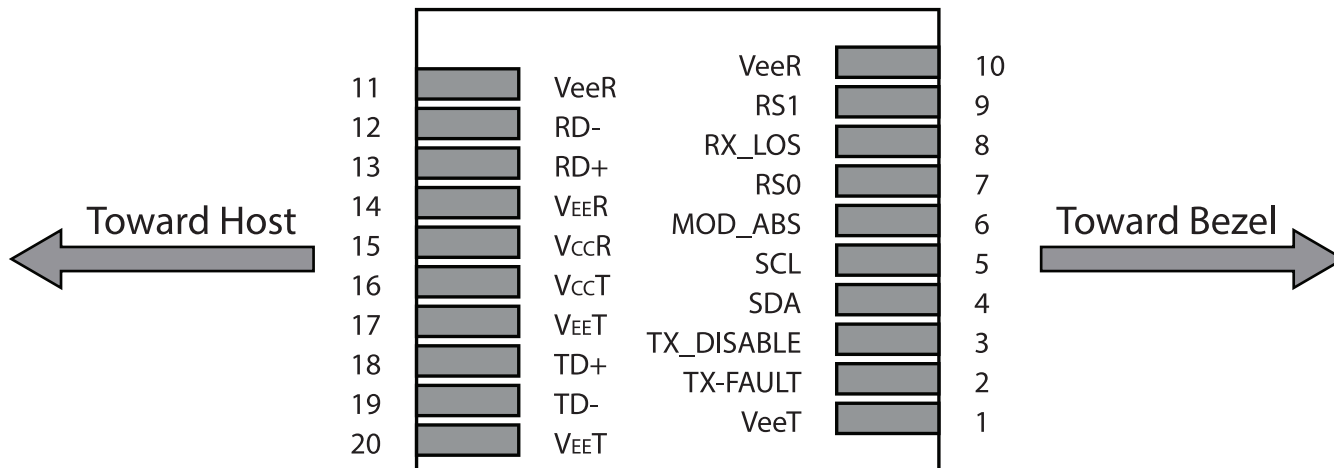 VeeR 10
11 VeeR
RS1 9
12 RD-
RX_LOS 8
13 RD+
RS0 7
14 VEER
MOD_ABS 6
15 VCCR
SCL 5
16 VCCT
SDA 4
17 VEET
TX_DISABLE 3
18 TD+
TX-FAULT 2
19 TD-
VeeT 1
20 VEET
Toward Host
Toward Bezel